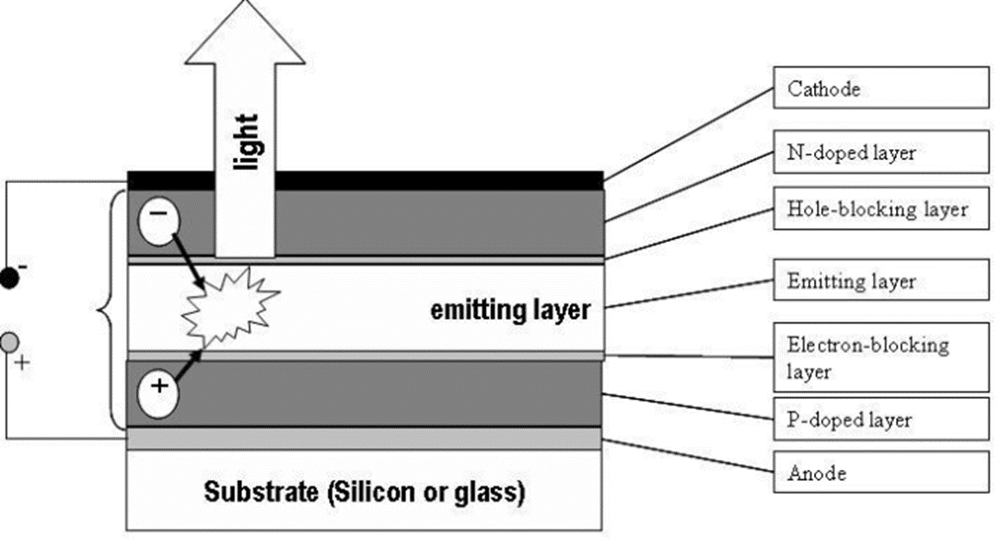 light
Cathode
N-doped layer
Hole-blocking layer
Emitting layer
Electron-blocking
layer
P-doped layer
Anode
−
emitting layer
+
-
+
Substrate (Silicon or glass)